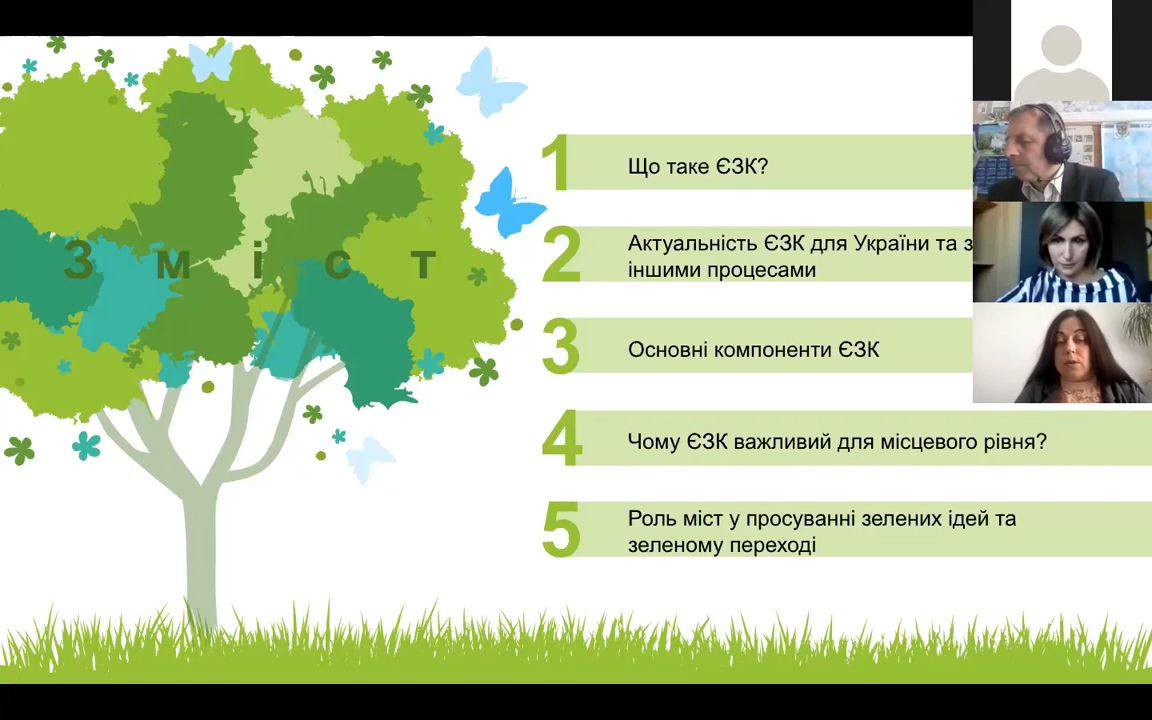 З м і с т
1
Що таке ЄЗК?
2
Актуальність ЄЗК для України та з
іншими процесами
3
Основні компоненти ЄЗК
4
Чому ЄЗК важливий для місцевого рівня?
5
Роль міст у просуванні зелених ідей та
зеленому переході